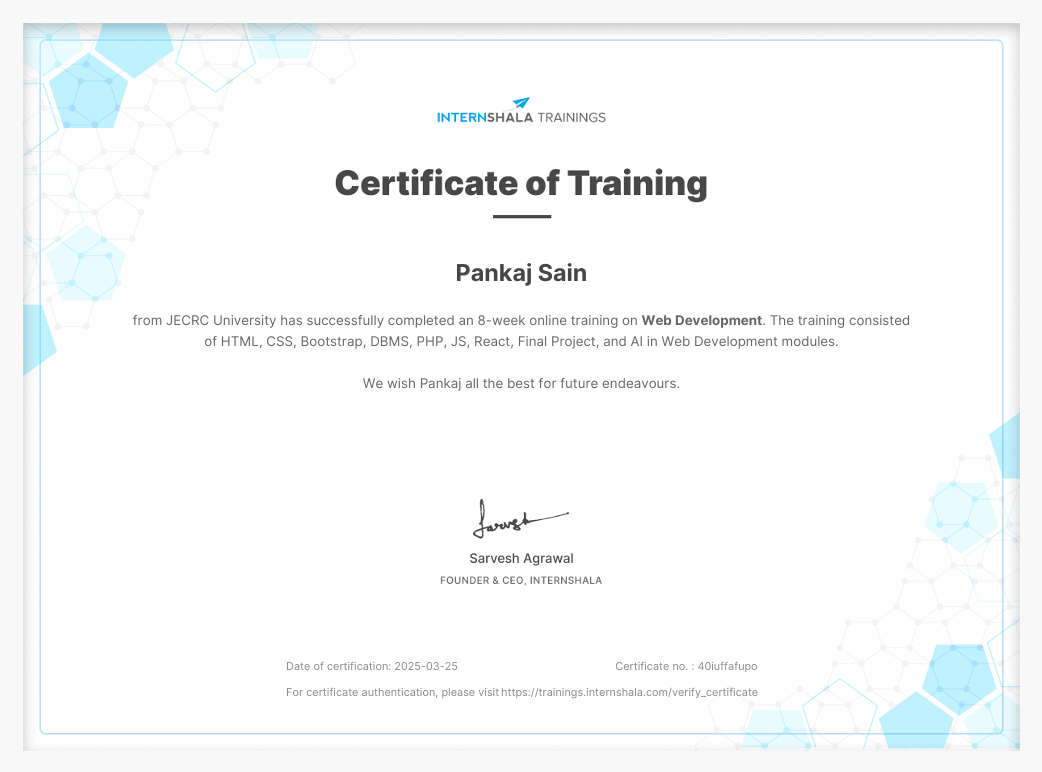 INTERNSHALA TRAININGS
Certificate of Training
Pankaj Sain
from JECRC University has successfully completed an 8-week online training on Web Development. The training consisted
of HTML, CSS, Bootstrap, DBMS, PHP, JS, React, Final Project, and AI in Web Development modules.
We wish Pankaj all the best for future endeavours.
Sarvesh
Sarvesh Agrawal
FOUNDER & CEO, INTERNSHALA
Date of certification: 2025-03-25 Certificate no. : 40iuffafupo
For certificate authentication, please visit https://trainings.internshala.com/verify_certificate